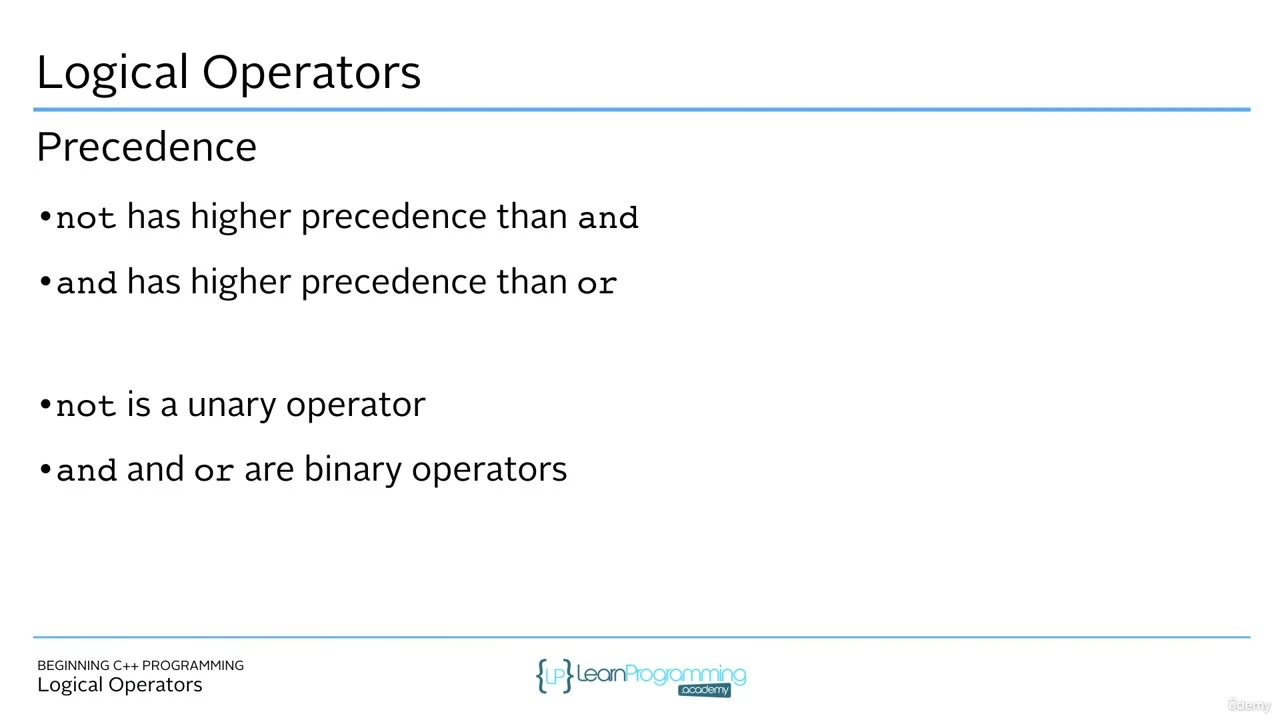 Logical Operators
Precedence
•not has higher precedence than and
•and has higher precedence than or
•not is a unary operator
•and and or are binary operators
BEGINNING C++ PROGRAMMING
Logical Operators
{LP} LearnProgramming
academy
ûdemy